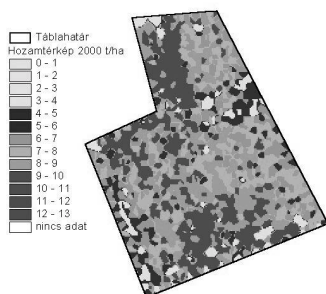 Táblahatár
Hozamtérkép 2000 t/ha
0 - 1
1 - 2
2 - 3
3 - 4
4 - 5
5 - 6
6 - 7
7 - 8
8 - 9
9 - 10
10 - 11
11 - 12
12 - 13
nincs adat